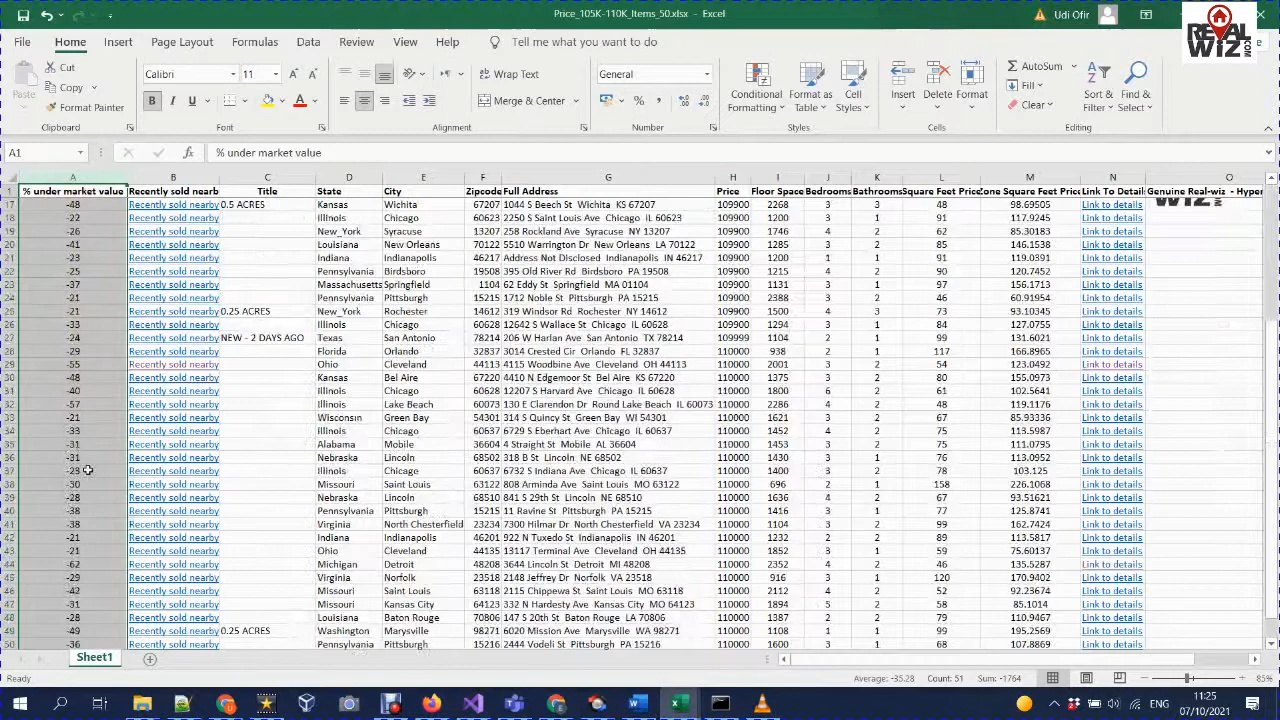 Price_105K-110K_Items_50.xlsx - Excel
Udi Ofir
REAL WIZ .COM
File Home Insert Page Layout Formulas Data Review View Help Tell me what you want to do
Cut Calibri 11 Wrap Text General AutoSum
Copy Fill
Paste Format Painter B I U Merge & Center Conditional Formatting Format as Table Cell Styles Insert Delete Format Clear Sort & Filter Find & Select
Clipboard Font Alignment Number Styles Cells Editing
A1 % under market value
A B C D E F G H I J K L M N O
1 % under market value Recently sold nearb Title State City Zipcode Full Address Price Floor Space Bedrooms Bathrooms Square Feet Price Zone Square Feet Price Link To Detail Genuine Real-wiz - Hyper
17 -48 Recently sold nearby 0.5 ACRES Kansas Wichita 67207 1044 S Beech St Wichita KS 67207 109900 2268 3 3 48 98.69505 Link to details
-22 Recently sold nearby Illinois Chicago 60623 2250 S Saint Louis Ave Chicago IL 60623 109900 1200 2 1 91 117.9245 Link to details
19 -26 Recently sold nearby New_York Syracuse 13207 258 Rockland Ave Syracuse NY 13207 109900 1746 4 2 62 85.30183 Link to details
20 -41 Recently sold nearby Louisiana New Orleans 70122 5510 Warrington Dr New Orleans LA 70122 109900 1285 3 2 85 146.1538 Link to details
21 -23 Recently sold nearby Indiana Indianapolis 46217 Address Not Disclosed Indianapolis IN 46217 109900 1200 1 1 91 119.0391 Link to details
22 -25 Recently sold nearby Pennsylvania Birdsboro 19508 395 Old River Rd Birdsboro PA 19508 109900 1215 4 2 90 120.7452 Link to details
23 -37 Recently sold nearby Massachusetts Springfield 1104 62 Eddy St Springfield MA 01104 109900 1131 3 1 97 156.1713 Link to details
24 -21 Recently sold nearby Pennsylvania Pittsburgh 15215 1712 Noble St Pittsburgh PA 15215 109900 2388 3 2 46 60.91954 Link to details
25 -21 Recently sold nearby 0.25 ACRES New_York Rochester 14612 319 Windsor Rd Rochester NY 14612 109900 1500 4 3 73 93.10345 Link to details
26 -33 Recently sold nearby Illinois Chicago 60628 12642 S Wallace St Chicago IL 60628 109900 1294 3 1 84 127.0755 Link to details
27 -24 Recently sold nearby NEW - 2 DAYS AGO Texas San Antonio 78214 206 W Harlan Ave San Antonio TX 78214 109999 1104 2 1 99 131.6021 Link to details
28 -29 Recently sold nearby Florida Orlando 32837 3014 Crested Cir Orlando FL 32837 110000 938 2 2 117 166.8965 Link to details
29 -55 Recently sold nearby Ohio Cleveland 44113 4115 Woodbine Ave Cleveland OH 44113 110000 2001 3 2 54 123.0492 Link to details
30 -48 Recently sold nearby Kansas Bel Aire 67220 4410 N Edgemoor St Bel Aire KS 67220 110000 1375 3 2 80 155.0973 Link to details
31 -40 Recently sold nearby Illinois Chicago 60628 12207 S Harvard Ave Chicago IL 60628 110000 1800 6 2 61 102.5641 Link to details
32 -57 Recently sold nearby Illinois Lake Beach 60073 130 E Clarendon Dr Round Lake Beach IL 60073 110000 2286 4 2 48 119.1176 Link to details
-21 Recently sold nearby Wisconsin Green Bay 54301 314 S Quincy St Green Bay WI 54301 110000 1621 3 2 67 85.93336 Link to details
34 -33 Recently sold nearby Illinois Chicago 60637 6729 S Evans Ave Chicago IL 60637 110000 1453 4 2 75 113.5987 Link to details
35 -31 Recently sold nearby Alabama Mobile 36604 4 Straight St Mobile AL 36604 110000 1453 3 2 75 111.0795 Link to details
36 -31 Recently sold nearby Nebraska Lincoln 68502 318 B St Lincoln NE 68502 110000 1430 3 1 76 113.0952 Link to details
37 -23 Recently sold nearby Illinois Chicago 60637 6732 S Indiana Ave Chicago IL 60637 110000 1400 3 2 78 103.125 Link to details
38 -30 Recently sold nearby Missouri Saint Louis 63122 808 Arminda Ave Saint Louis MO 63122 110000 696 2 1 158 226.1068 Link to details
39 -28 Recently sold nearby Nebraska Lincoln 68510 841 S 29th St Lincoln NE 68510 110000 1636 4 2 67 93.51621 Link to details
40 -38 Recently sold nearby Pennsylvania Pittsburgh 15216 11 Ravine St Pittsburgh PA 15216 110000 1416 3 2 77 125.8741 Link to details
41 -38 Recently sold nearby Virginia North Chesterfield 23234 7300 Hilmar Dr North Chesterfield VA 23234 110000 1104 3 2 99 162.7424 Link to details
42 -21 Recently sold nearby Indiana Indianapolis 46201 922 N Tuxedo St Indianapolis IN 46201 110000 1232 2 2 89 113.5817 Link to details
43 -21 Recently sold nearby Ohio Cleveland 44135 13117 Terminal Ave Cleveland OH 44135 110000 1852 3 1 59 75.60137 Link to details
44 -62 Recently sold nearby Michigan Detroit 48208 3644 Lincoln St Detroit MI 48208 110000 2352 4 2 46 135.5287 Link to details
45 -29 Recently sold nearby Virginia Norfolk 23518 2148 Jeffrey Dr Norfolk VA 23518 110000 916 3 1 120 170.9402 Link to details
46 -42 Recently sold nearby Missouri Saint Louis 63118 2115 Chippewa St Saint Louis MO 63118 110000 2112 4 2 52 92.23674 Link to details
47 -31 Recently sold nearby Missouri Kansas City 64123 332 N Hardesty Ave Kansas City MO 64123 110000 1894 5 2 58 85.1014 Link to details
48 -28 Recently sold nearby Louisiana Baton Rouge 70802 147 S 20th St Baton Rouge LA 70802 110000 1387 2 2 79 110.9467 Link to details
49 -49 Recently sold nearby 0.25 ACRES Washington Marysville 98271 6020 Mission Ave Marysville WA 98271 110000 1108 1 1 99 195.2569 Link to details
50 -36 Recently sold nearby Pennsylvania Pittsburgh 15216 2444 Vodeli St Pittsburgh PA 15216 110000 1600 3 1 68 107.8869 Link to details
Sheet1
Ready Average: -35.28 Count: 51 Sum: -1764 85%
11:25
07/10/2021